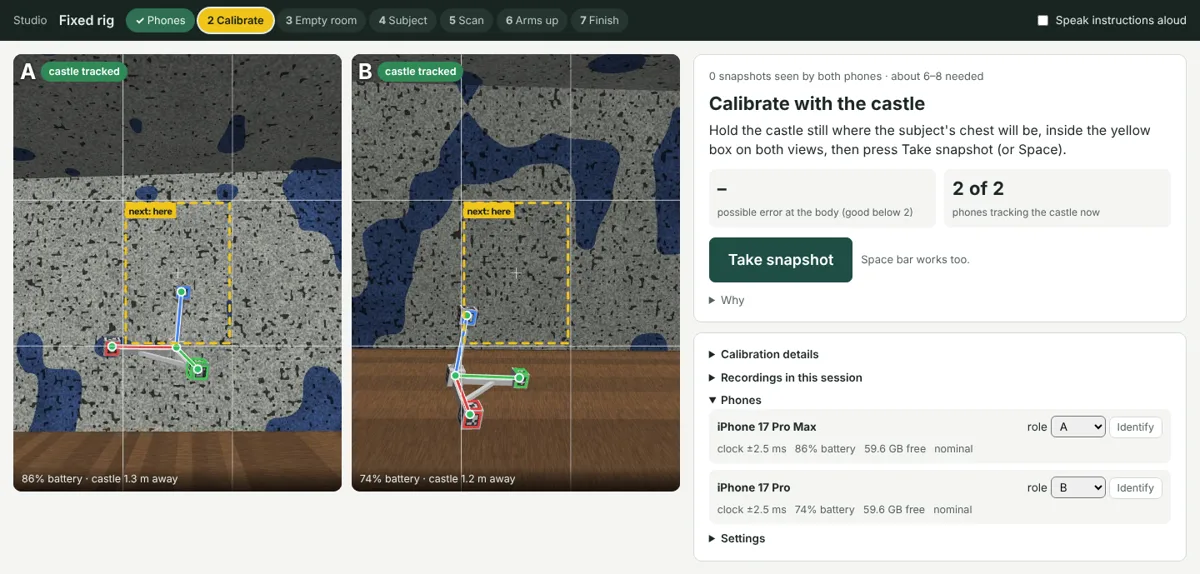 Studio Fixed rig ✓ Phones 2 Calibrate 3 Empty room 4 Subject 5 Scan 6 Arms up 7 Finish Speak instructions aloud
A castle tracked
next: here
86% battery · castle 1.3 m away
B castle tracked
next: here
74% battery · castle 1.2 m away
0 snapshots seen by both phones · about 6–8 needed
Calibrate with the castle
Hold the castle still where the subject's chest will be, inside the yellow
box on both views, then press Take snapshot (or Space).
–
possible error at the body (good below 2)
2 of 2
phones tracking the castle now
Take snapshot Space bar works too.
Why
Calibration details
Recordings in this session
Phones
iPhone 17 Pro Max role A Identify
clock ±2.5 ms 86% battery 59.6 GB free nominal
iPhone 17 Pro role B Identify
clock ±2.5 ms 74% battery 59.6 GB free nominal
Settings